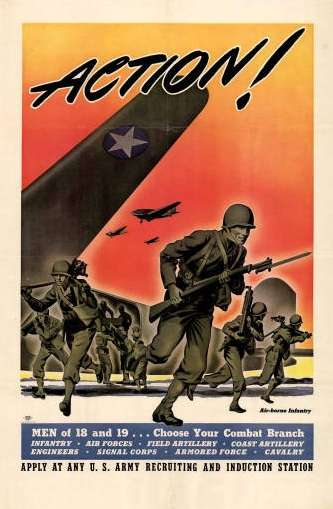 ACTION!
Air-borne Infantry
MEN of 18 and 19 . . . Choose Your Combat Branch
INFANTRY · AIR FORCES · FIELD ARTILLERY · COAST ARTILLERY
ENGINEERS · SIGNAL CORPS · ARMORED FORCE · CAVALRY
APPLY AT ANY U. S. ARMY RECRUITING AND INDUCTION STATION